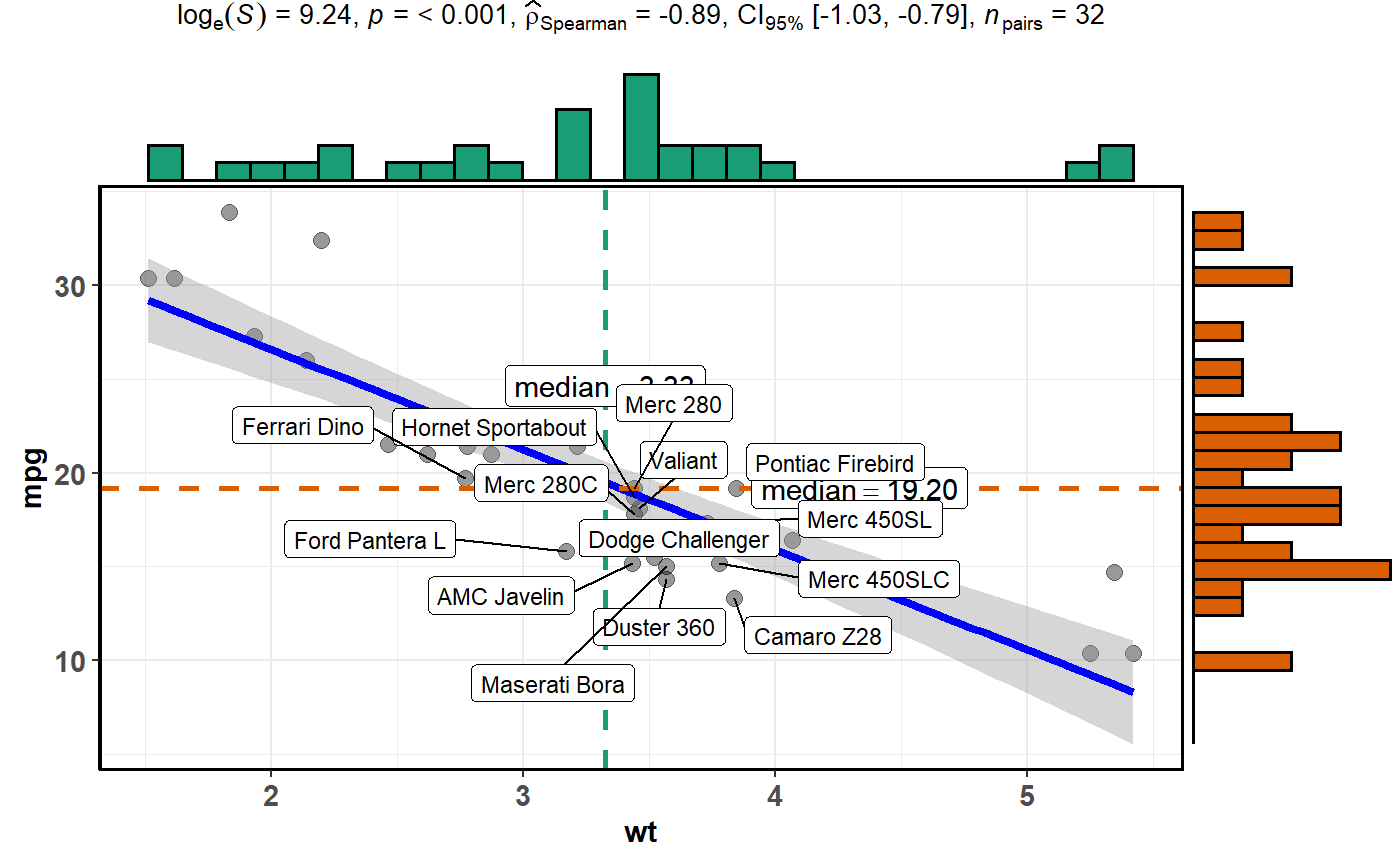 loge(S) = 9.24, p = < 0.001, ρ̂Spearman = -0.89, CI95% [-1.03, -0.79], npairs = 32
30
20
10
mpg
median
Merc 280
Ferrari Dino
Hornet Sportabout
Valiant
Pontiac Firebird
Merc 280C
median = 19.20
Merc 450SL
Ford Pantera L
Dodge Challenger
Merc 450SLC
AMC Javelin
Duster 360
Camaro Z28
Maserati Bora
2
3
4
5
wt